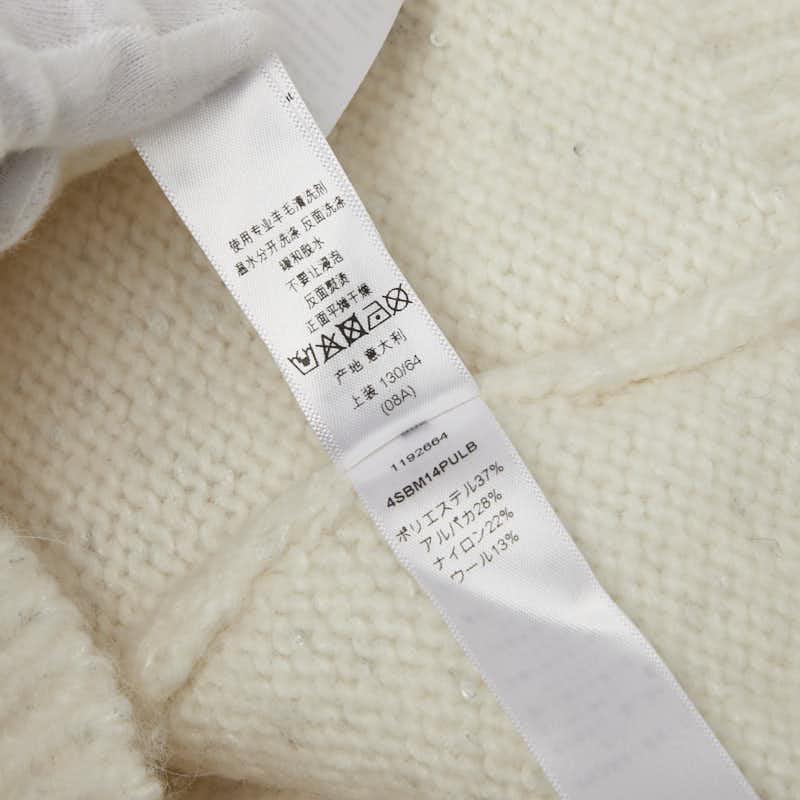 使用专业羊毛清洗剂
温水分开洗涤 反面洗涤
缓和脱水
不要让浸泡
反面熨烫
正面平摊干燥
产地 意大利
上装 130/64
(08A)
1192664
4SBM14PULB
ポリエステル37%
アルパカ28%
ナイロン22%
ウール13%